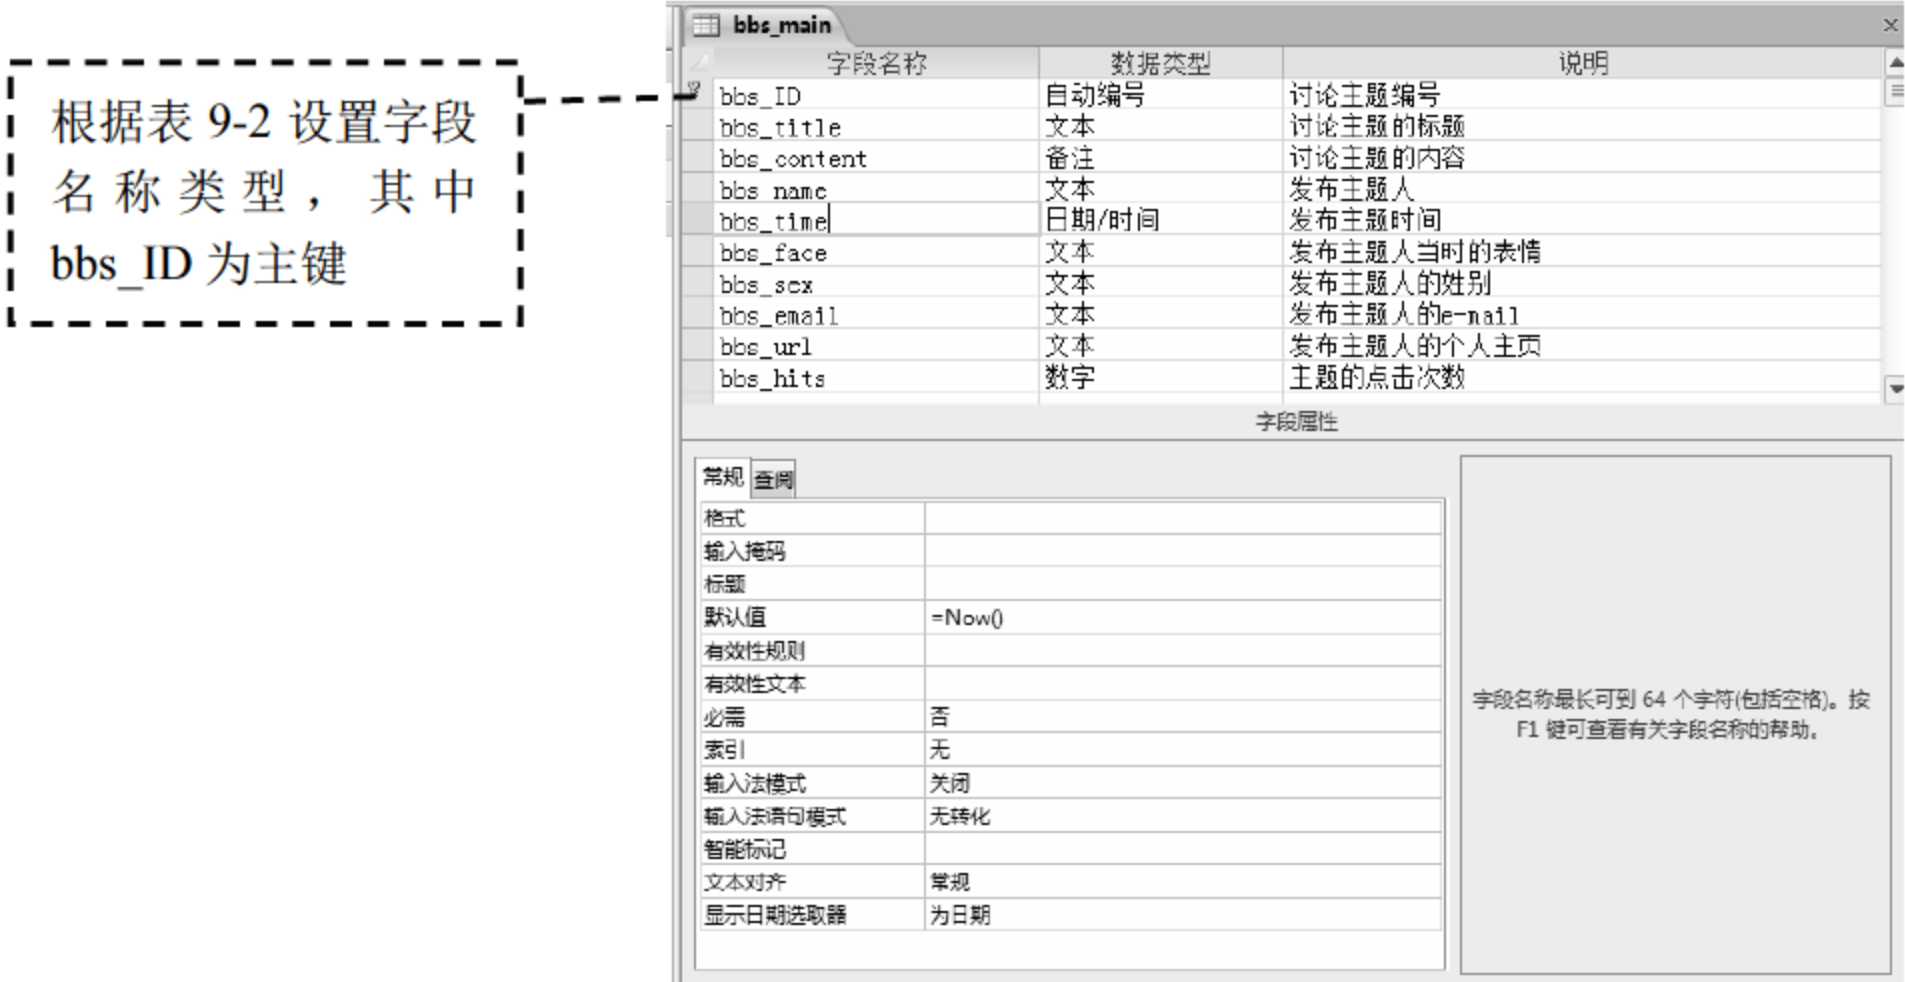 根据表 9-2 设置字段
名称类型，其中
bbs_ID 为主键
bbs_main
字段名称 数据类型 说明
bbs_ID 自动编号 讨论主题编号
bbs_title 文本 讨论主题的标题
bbs_content 备注 讨论主题的内容
bbs_name 文本 发布主题人
bbs_time 日期/时间 发布主题时间
bbs_face 文本 发布主题人当时的表情
bbs_sex 文本 发布主题人的姓别
bbs_email 文本 发布主题人的e-mail
bbs_url 文本 发布主题人的个人主页
bbs_hits 数字 主题的点击次数
字段属性
常规 查阅
格式
输入掩码
标题
默认值 =Now()
有效性规则
有效性文本
必需 否
索引 无
输入法模式 关闭
输入法语句模式 无转化
智能标记
文本对齐 常规
显示日期选取器 为日期
字段名称最长可到 64 个字符(包括空格)。按
F1 键可查看有关字段名称的帮助。